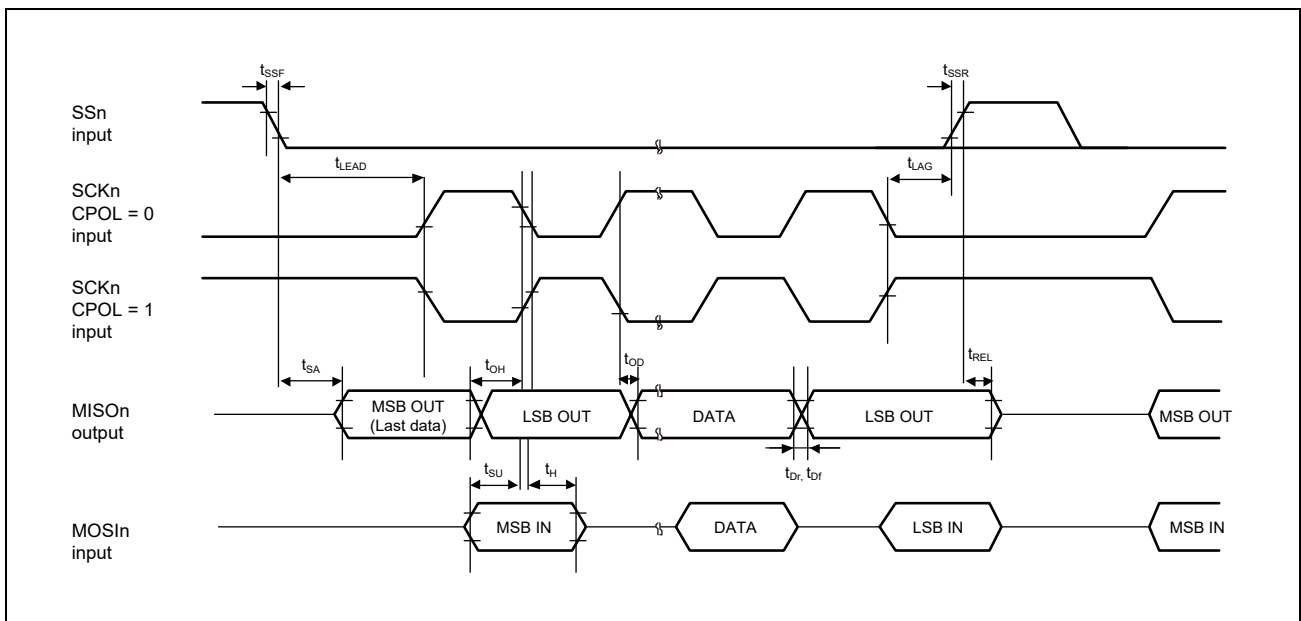 tSSF
tSSR
SSn
input
tLEAD
tLAG
SCKn
CPOL = 0
input
SCKn
CPOL = 1
input
tSA
tOH
tOD
tREL
MISOn
output
MSB OUT
(Last data)
LSB OUT
DATA
LSB OUT
MSB OUT
tSU
tH
tDr, tDf
MOSIn
input
MSB IN
DATA
LSB IN
MSB IN